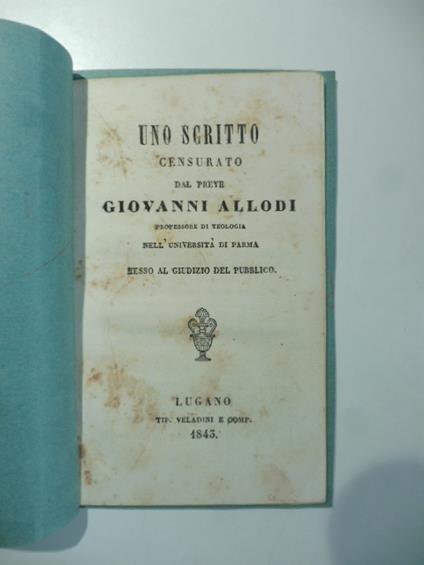 UNO SCRITTO
CENSURATO
DAL PRETE
GIOVANNI ALLODI
PROFESSORE DI TEOLOGIA
NELL'UNIVERSITÀ DI PARMA
MESSO AL GIUDIZIO DEL PUBBLICO.
LUGANO
TIP. VELADINI E COMP.
1843.